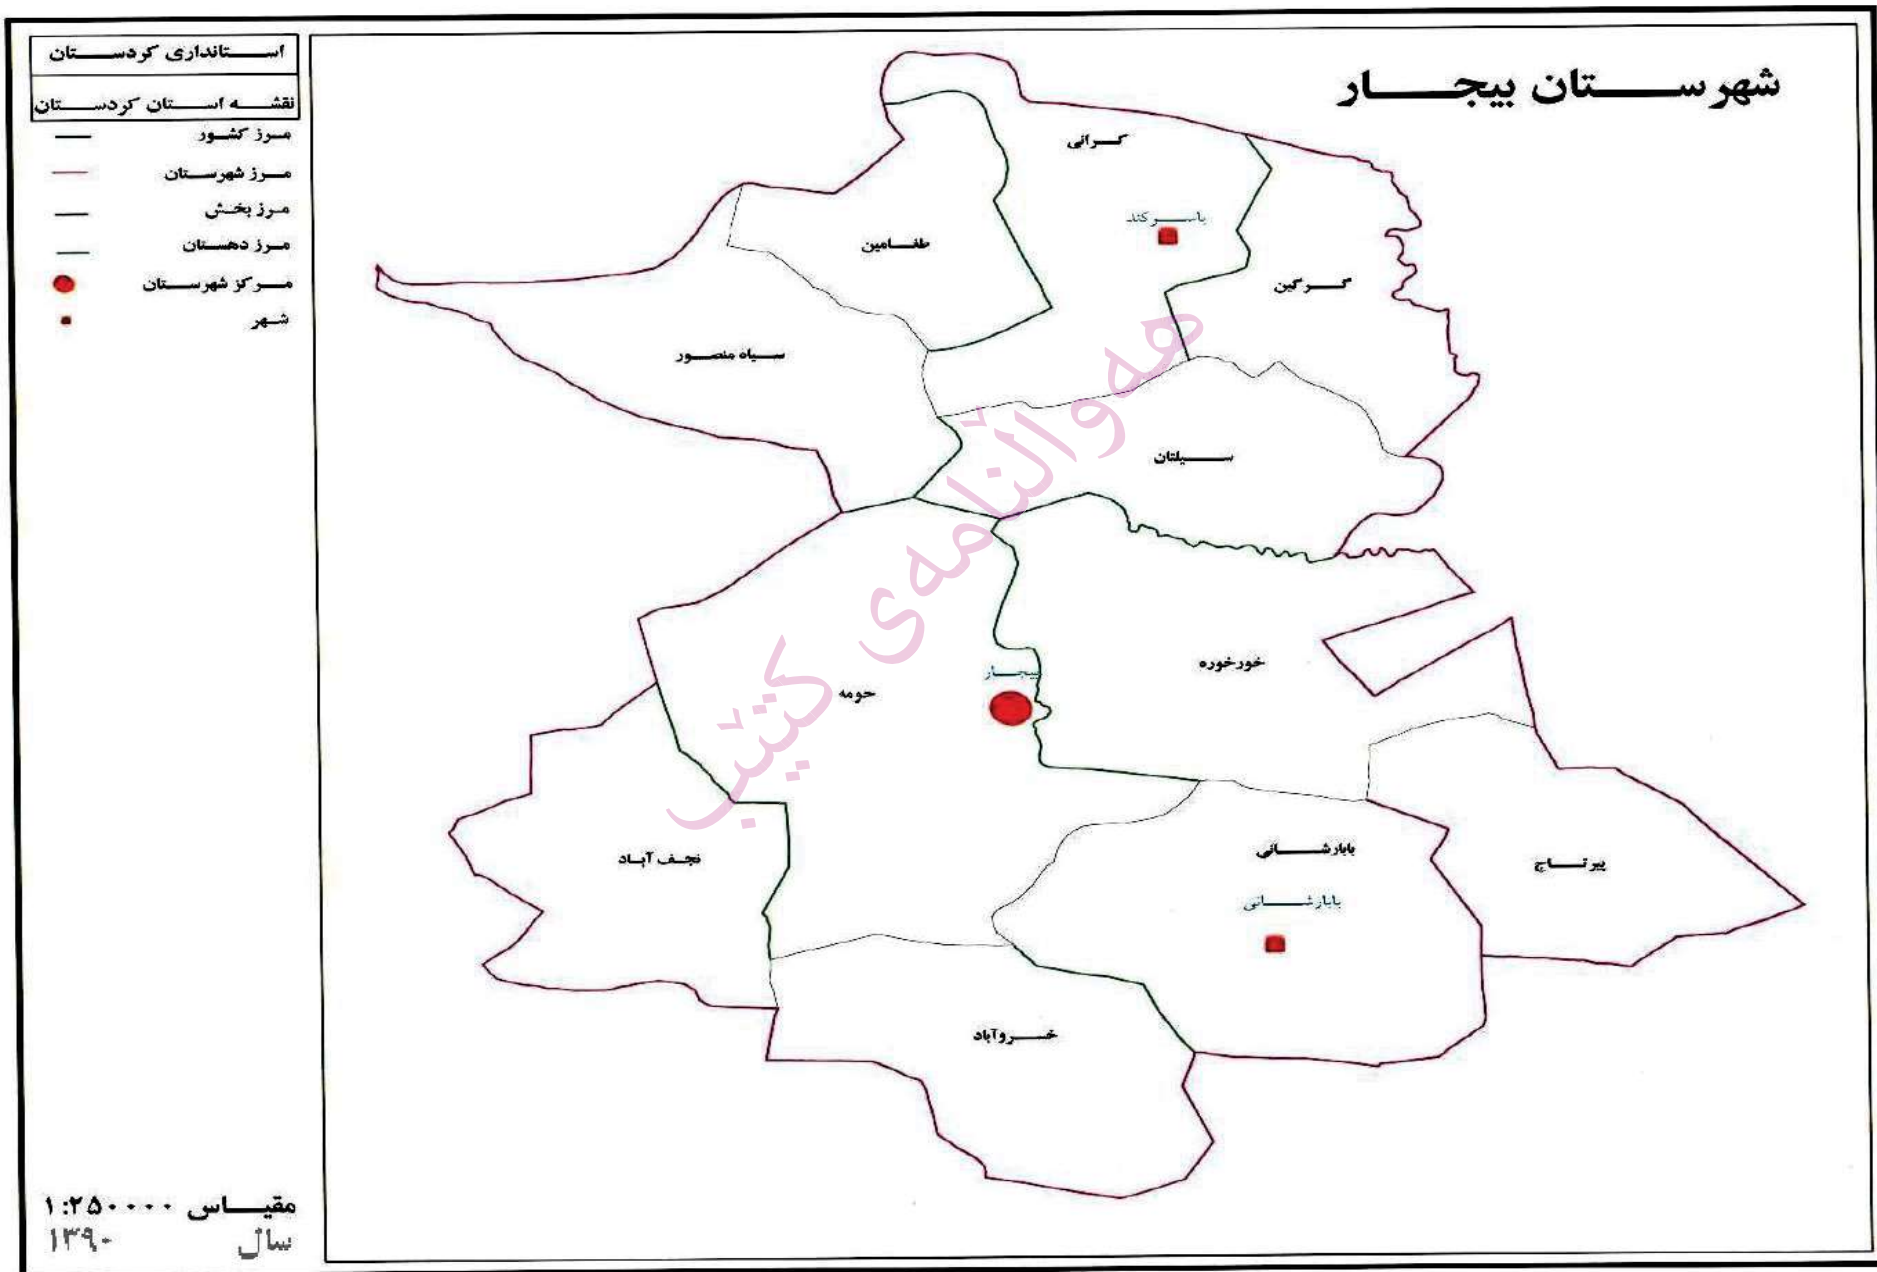 شهرستان بیجار
استانداری کردستان
نقشه استان کردستان
مرز کشور
مرز شهرستان
مرز بخش
مرز دهستان
مرکز شهرستان
شهر
کرانی
یاسرکند
طغامین
گرگین
سیاه منصور
سیلتان
خورخوره
بیجار
حومه
نجف آباد
بابارشانی
پیرتاج
بابارشانی
خسروآباد
هەواڵنامەی کتێب
مقیاس ۱:۲۵۰۰۰۰
سال ۱۳۹۰